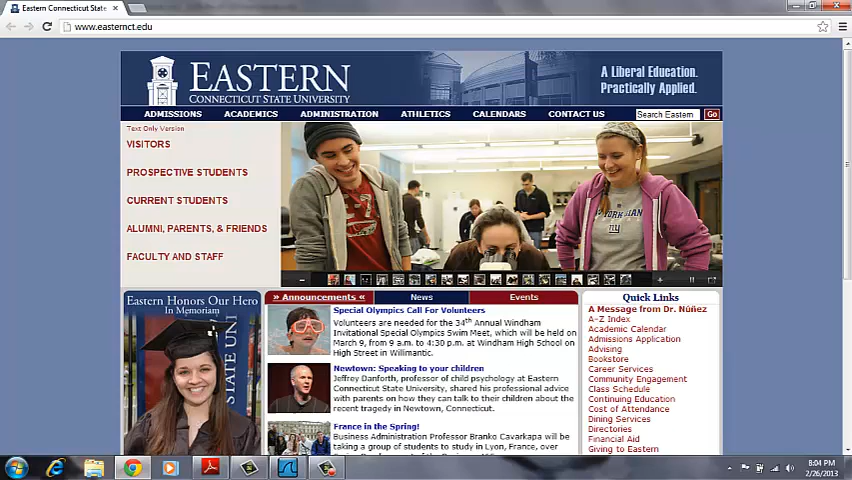 Eastern Connecticut State
www.easternct.edu
EASTERN
CONNECTICUT STATE UNIVERSITY
A Liberal Education.
Practically Applied.
ADMISSIONS ACADEMICS ADMINISTRATION ATHLETICS CALENDARS CONTACT US Search Eastern Go
Text Only Version
VISITORS
PROSPECTIVE STUDENTS
CURRENT STUDENTS
ALUMNI, PARENTS, & FRIENDS
FACULTY AND STAFF
Eastern Honors Our Hero
In Memoriam
STATE UNI
» Announcements « News Events
Special Olympics Call For Volunteers
Volunteers are needed for the 34th Annual Windham
Invitational Special Olympics Swim Meet, which will be held on
March 9, from 9 a.m. to 4:30 p.m. at Windham High School on
High Street in Willimantic.
Newtown: Speaking to your children
Jeffrey Danforth, professor of child psychology at Eastern
Connecticut State University, shared his professional advice
with parents on how they can talk to their children about the
recent tragedy in Newtown, Connecticut.
France in the Spring!
Business Administration Professor Branko Cavarkapa will be
taking a group of students to study in Lyon, France, over
Quick Links
A Message from Dr. Núñez
A-Z Index
Academic Calendar
Admissions Application
Advising
Bookstore
Career Services
Community Engagement
Class Schedule
Continuing Education
Cost of Attendance
Dining Services
Directories
Financial Aid
Giving to Eastern
8:04 PM
2/26/2013